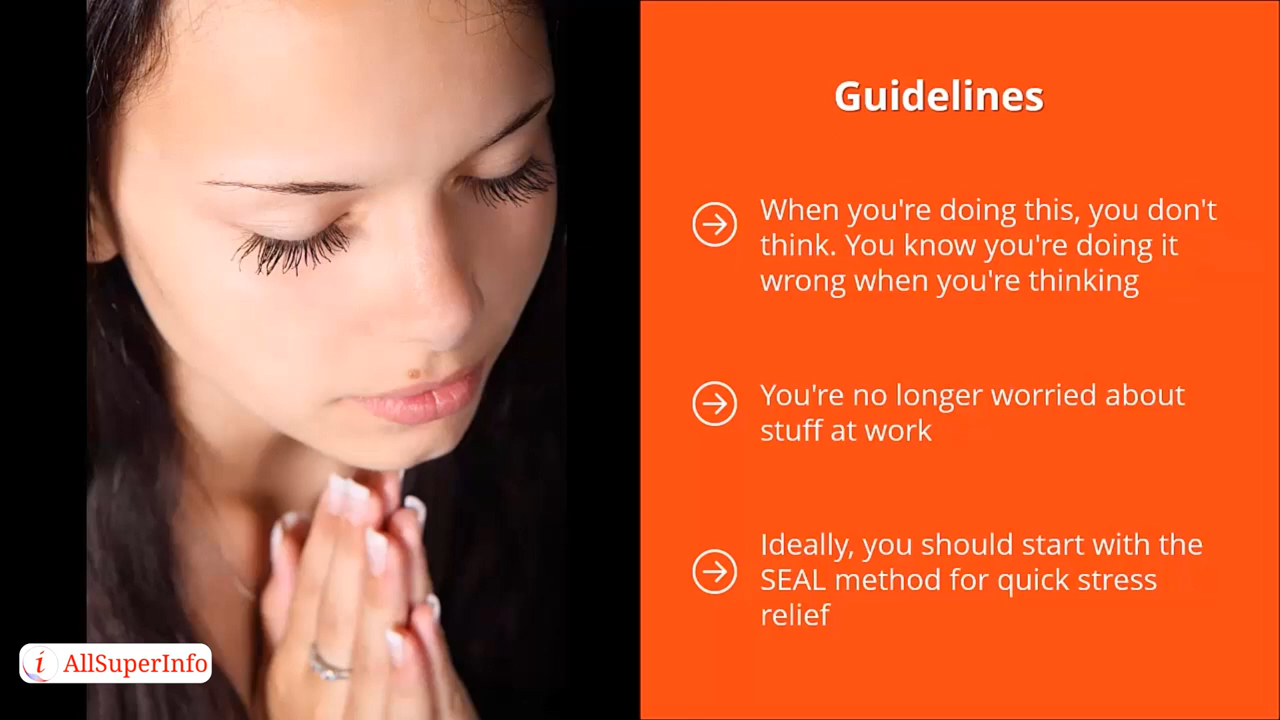 Guidelines
When you're doing this, you don't
think. You know you're doing it
wrong when you're thinking
You're no longer worried about
stuff at work
Ideally, you should start with the
SEAL method for quick stress
relief
i AllSuperInfo